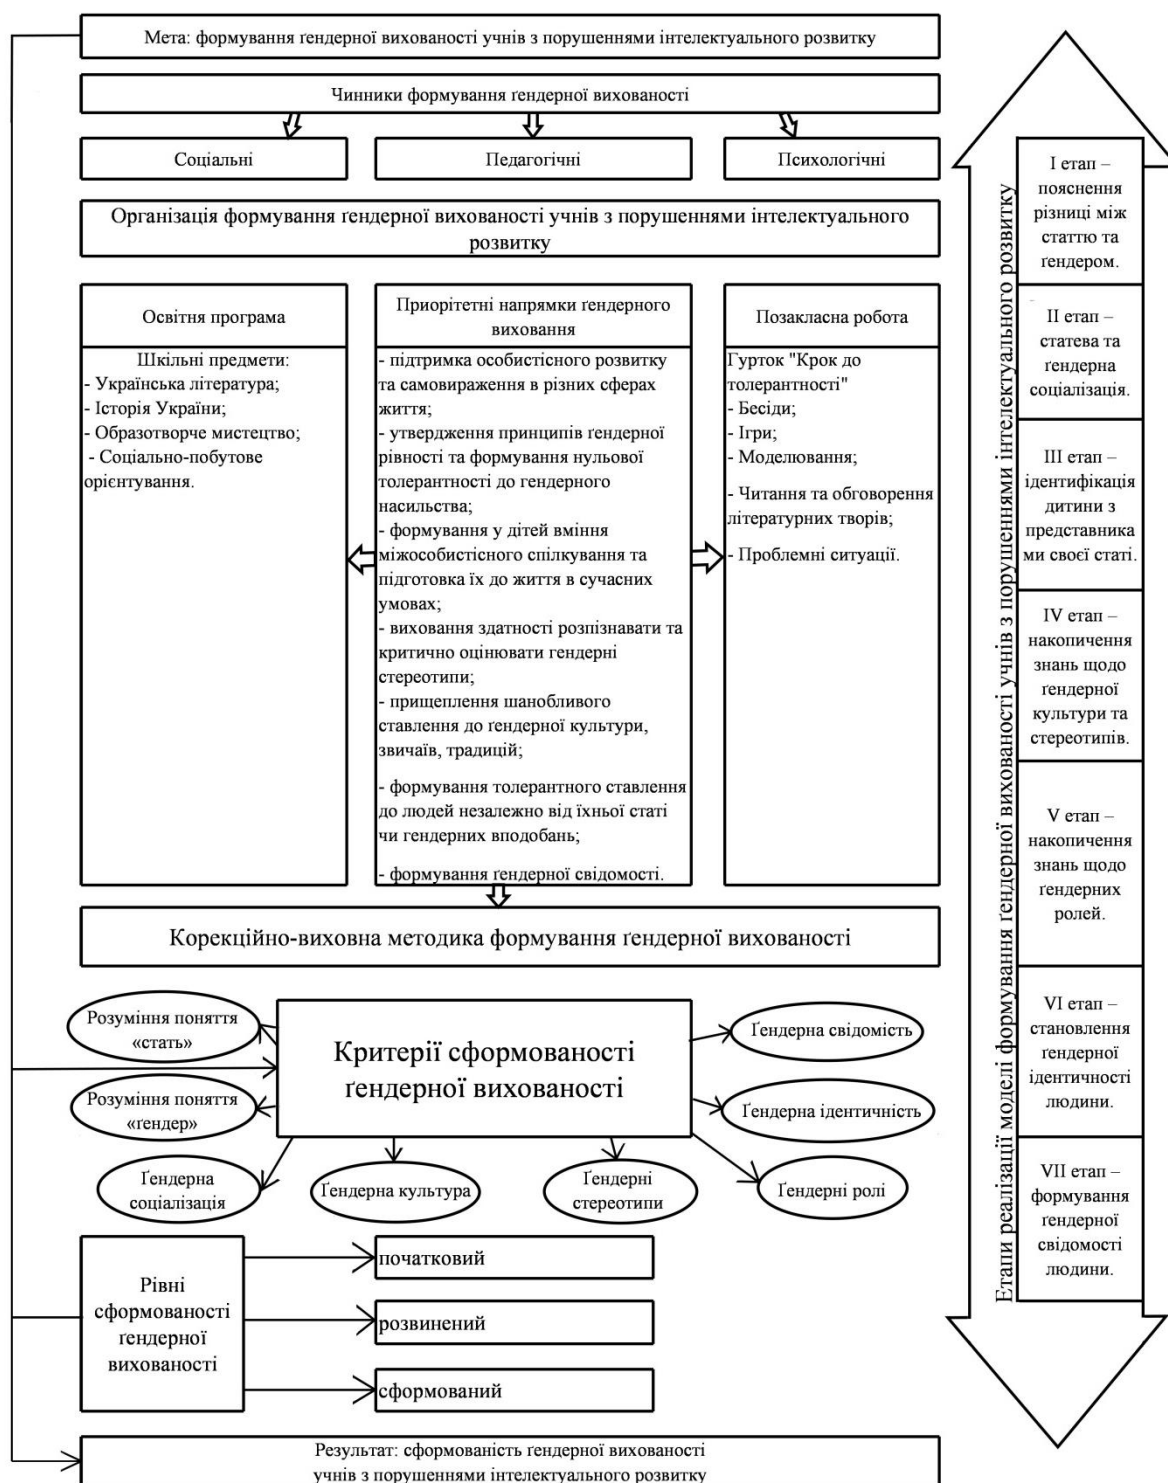 Мета: формування ґендерної вихованості учнів з порушеннями інтелектуального розвитку
Чинники формування ґендерної вихованості
Соціальні
Педагогічні
Психологічні
Організація формування ґендерної вихованості учнів з порушеннями інтелектуального
розвитку
Освітня програма
Шкільні предмети:
- Українська література;
- Історія України;
- Образотворче мистецтво;
- Соціально-побутове
орієнтування.
Приорітетні напрямки ґендерного
виховання
- підтримка особистісного розвитку
та самовираження в різних сферах
життя;
- утвердження принципів ґендерної
рівності та формування нульової
толерантності до гендерного
насильства;
- формування у дітей вміння
міжособистісного спілкування та
підготовка їх до життя в сучасних
умовах;
- виховання здатності розпізнавати та
критично оцінювати гендерні
стереотипи;
- прищеплення шанобливого
ставлення до ґендерної культури,
звичаїв, традицій;
- формування толерантного ставлення
до людей незалежно від їхньої статі
чи гендерних вподобань;
- формування ґендерної свідомості.
Позакласна робота
Гурток "Крок до
толерантності"
- Бесіди;
- Ігри;
- Моделювання;
- Читання та обговорення
літературних творів;
- Проблемні ситуації.
Корекційно-виховна методика формування ґендерної вихованості
Критерії сформованості
ґендерної вихованості
Розуміння поняття
«стать»
Розуміння поняття
«ґендер»
Ґендерна
соціалізація
Ґендерна культура
Ґендерні
стереотипи
Ґендерні ролі
Ґендерна ідентичність
Ґендерна свідомість
Рівні
сформованості
ґендерної
вихованості
початковий
розвинений
сформований
Результат: сформованість ґендерної вихованості
учнів з порушеннями інтелектуального розвитку
Етапи реалізації моделі формування ґендерної вихованості учнів з порушеннями інтелектуального розвитку
I етап –
пояснення
різниці між
статтю та
ґендером.
II етап –
статева та
ґендерна
соціалізація.
III етап –
ідентифікація
дитини з
представника
ми своєї статі.
IV етап –
накопичення
знань щодо
ґендерної
культури та
стереотипів.
V етап –
накопичення
знань щодо
ґендерних
ролей.
VI етап –
становлення
ґендерної
ідентичності
людини.
VII етап –
формування
ґендерної
свідомості
людини.